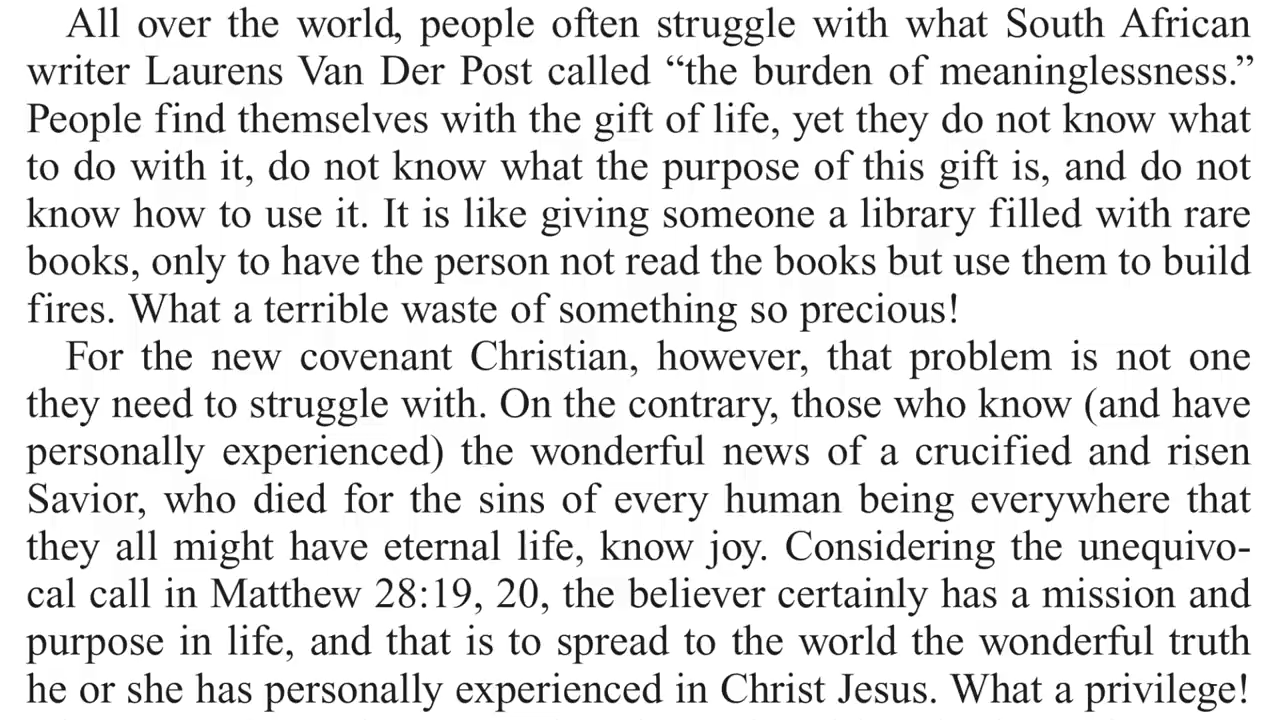 All over the world, people often struggle with what South African
writer Laurens Van Der Post called “the burden of meaninglessness.”
People find themselves with the gift of life, yet they do not know what
to do with it, do not know what the purpose of this gift is, and do not
know how to use it. It is like giving someone a library filled with rare
books, only to have the person not read the books but use them to build
fires. What a terrible waste of something so precious!
For the new covenant Christian, however, that problem is not one
they need to struggle with. On the contrary, those who know (and have
personally experienced) the wonderful news of a crucified and risen
Savior, who died for the sins of every human being everywhere that
they all might have eternal life, know joy. Considering the unequivo-
cal call in Matthew 28:19, 20, the believer certainly has a mission and
purpose in life, and that is to spread to the world the wonderful truth
he or she has personally experienced in Christ Jesus. What a privilege!